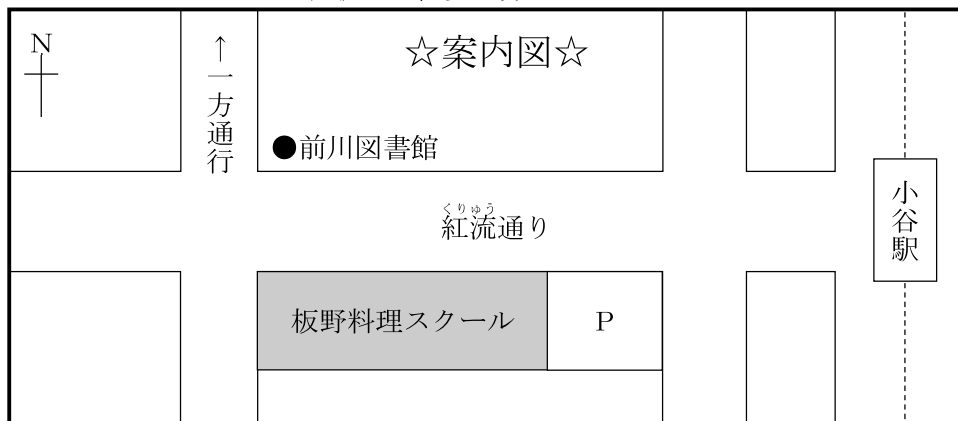 N
↑一方通行
☆案内図☆
●前川図書館
くりゅう
紅流通り
小谷駅
板野料理スクール
P